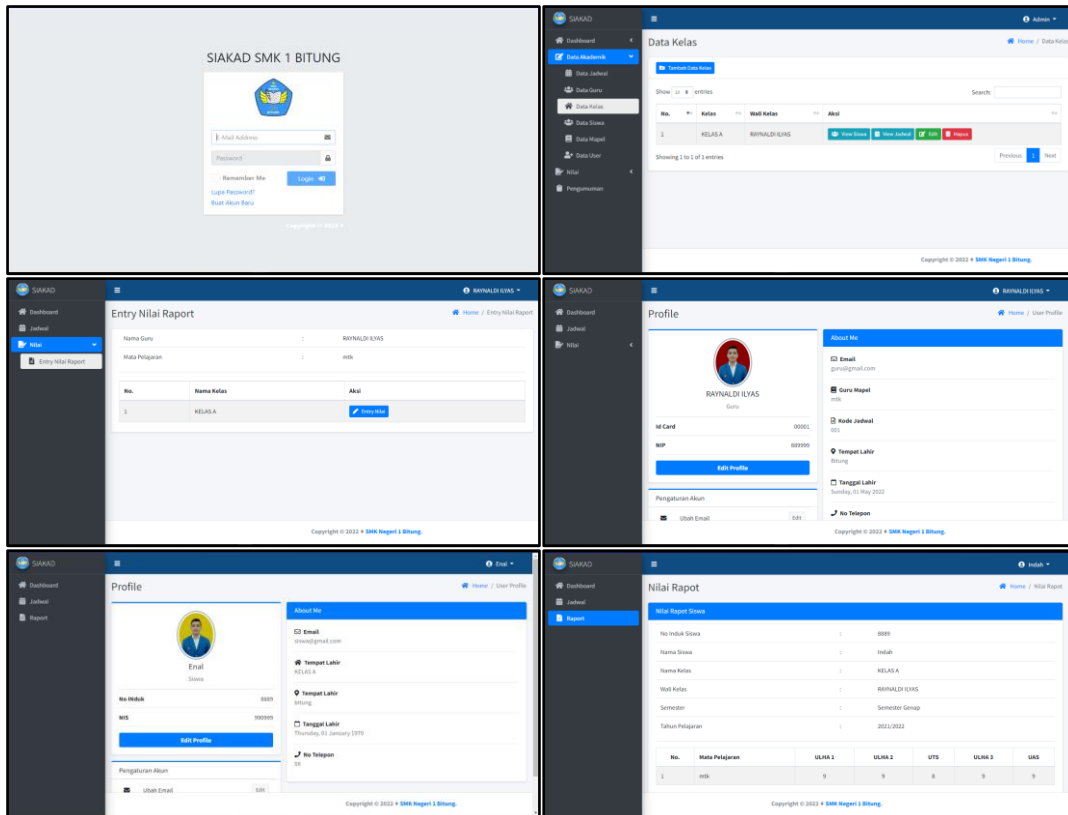 SIAKAD SMK 1 BITUNG
E-Mail Address
Password
Remember Me
Login
Lupa Password?
Buat Akun Baru
Copyright © 2022
SIAKAD
Admin
Dashboard
Data Akademik
Data Jadwal
Data Guru
Data Kelas
Data Siswa
Data Mapel
Data User
Nilai
Pengumuman
Data Kelas
Home / Data Kelas
Tambah Data Kelas
Show 10 entries
Search:
No. Kelas Wali Kelas Aksi
1 KELAS A RAYNALDI ILYAS View Siswa View Jadwal Edit Hapus
Showing 1 to 1 of 1 entries
Previous 1 Next
Copyright © 2022 SMK Negeri 1 Bitung.
SIAKAD
RAYNALDI ILYAS
Dashboard
Jadwal
Nilai
Entry Nilai Raport
Entry Nilai Raport
Home / Entry Nilai Raport
Nama Guru : RAYNALDI ILYAS
Mata Pelajaran : mtk
No. Nama Kelas Aksi
1 KELAS A Entry Nilai
Copyright © 2022 SMK Negeri 1 Bitung.
SIAKAD
RAYNALDI ILYAS
Dashboard
Jadwal
Nilai
Profile
Home / User Profile
RAYNALDI ILYAS
Guru
Id Card 00001
NIP 889999
Edit Profile
Pengaturan Akun
Ubah Email Edit
About Me
Email
guru@gmail.com
Guru Mapel
mtk
Kode Jadwal
001
Tempat Lahir
Bitung
Tanggal Lahir
Sunday, 01 May 2022
No Telepon
Copyright © 2022 SMK Negeri 1 Bitung.
SIAKAD
Enal
Dashboard
Jadwal
Raport
Profile
Home / User Profile
Enal
Siswa
No Induk 8889
NIS 990999
Edit Profile
Pengaturan Akun
Ubah Email Edit
About Me
Email
siswa@gmail.com
Tempat Lahir
KELAS A
Tempat Lahir
bitung
Tanggal Lahir
Thursday, 01 January 1970
No Telepon
Copyright © 2022 SMK Negeri 1 Bitung.
SIAKAD
Indah
Dashboard
Jadwal
Raport
Nilai Rapot
Home / Nilai Rapot
Nilai Rapot Siswa
No Induk Siswa : 8889
Nama Siswa : Indah
Nama Kelas : KELAS A
Wali Kelas : RAYNALDI ILYAS
Semester : Semester Genap
Tahun Pelajaran : 2021/2022
No. Mata Pelajaran ULHA 1 ULHA 2 UTS ULHA 3 UAS
1 mtk 9 9 8 9 9
Copyright © 2022 SMK Negeri 1 Bitung.